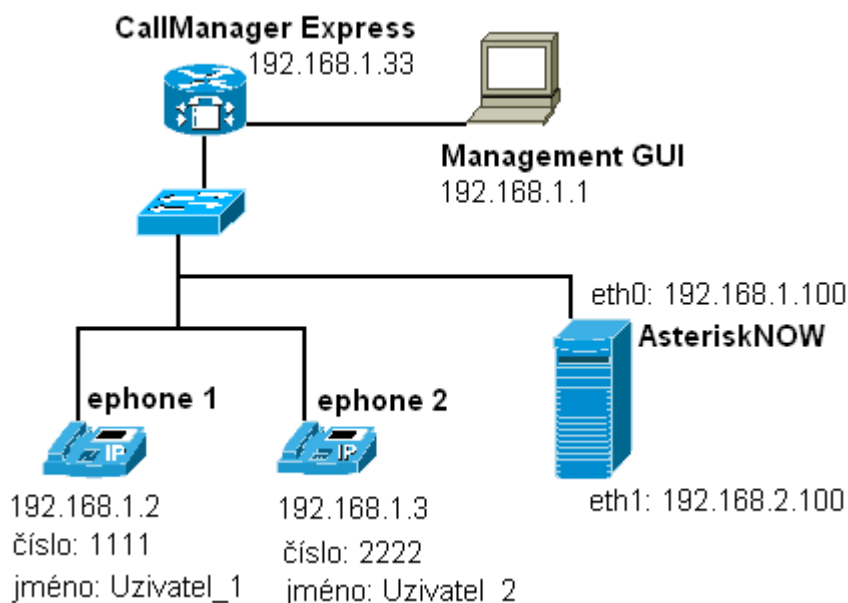 CallManager Express
192.168.1.33
Management GUI
192.168.1.1
eth0: 192.168.1.100
AsteriskNOW
ephone 1
ephone 2
IP
IP
192.168.1.2
číslo: 1111
jméno: Uzivatel_1
192.168.1.3
číslo: 2222
jméno: Uzivatel_2
eth1: 192.168.2.100